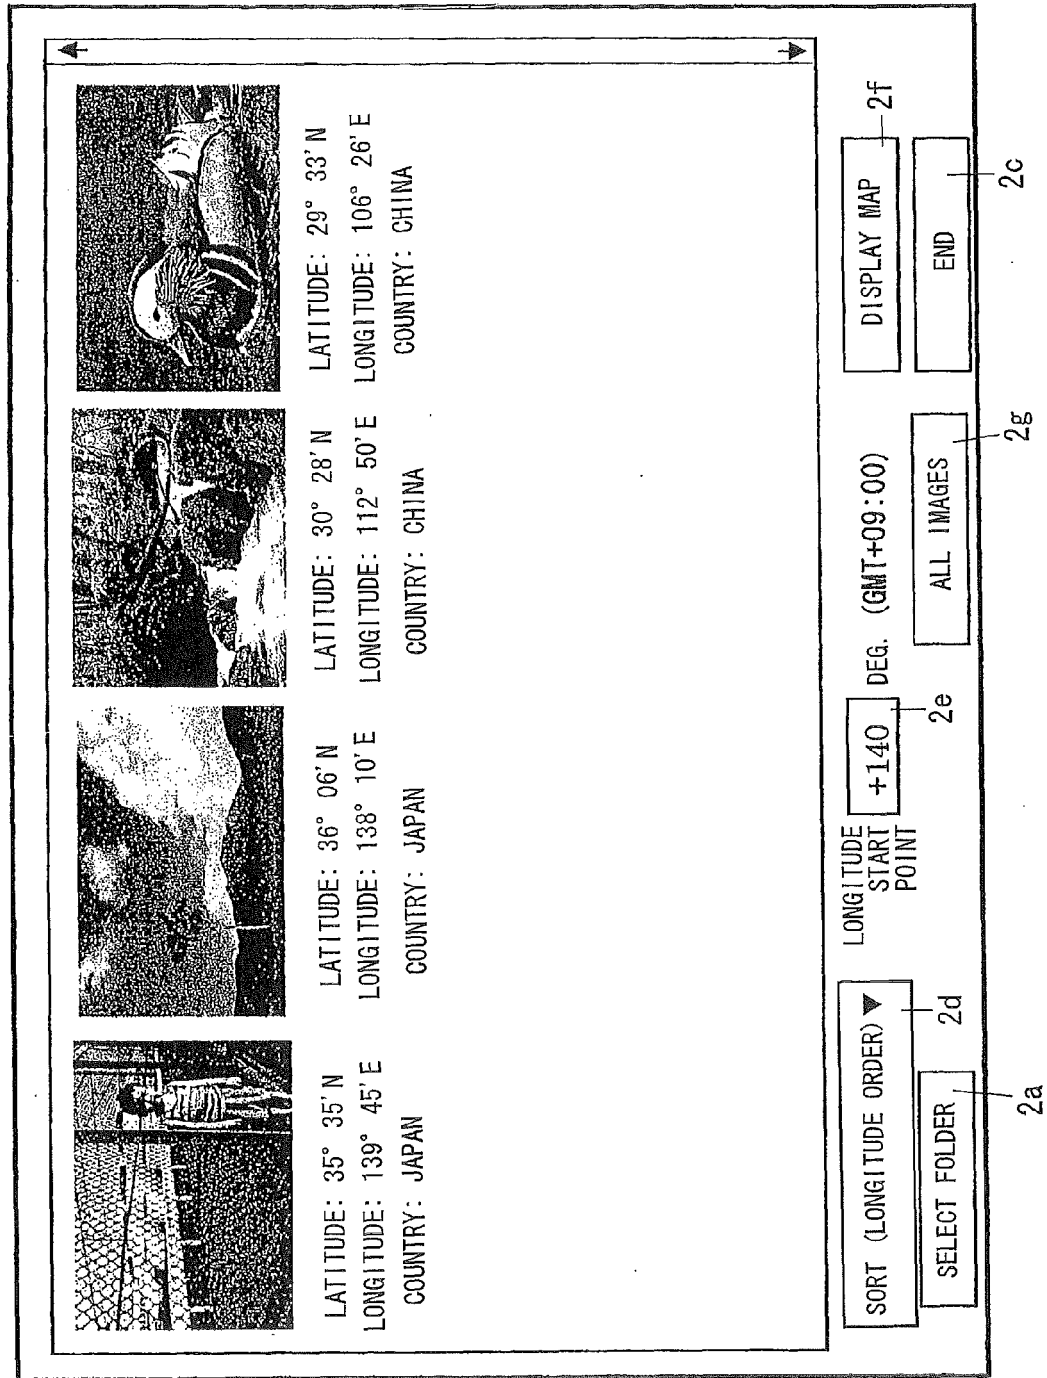 LATITUDE: 35° 35'N
LONGITUDE: 139° 45'E
COUNTRY: JAPAN
LATITUDE: 36° 06'N
LONGITUDE: 138° 10'E
COUNTRY: JAPAN
LATITUDE: 30° 28'N
LONGITUDE: 112° 50'E
COUNTRY: CHINA
LATITUDE: 29° 33'N
LONGITUDE: 106° 26'E
COUNTRY: CHINA
SORT (LONGITUDE ORDER) ▼
2d
LONGITUDE
START
POINT
+140
DEG. (GMT+09:00)
2e
DISPLAY MAP
2f
SELECT FOLDER
2a
ALL IMAGES
2g
END
2c